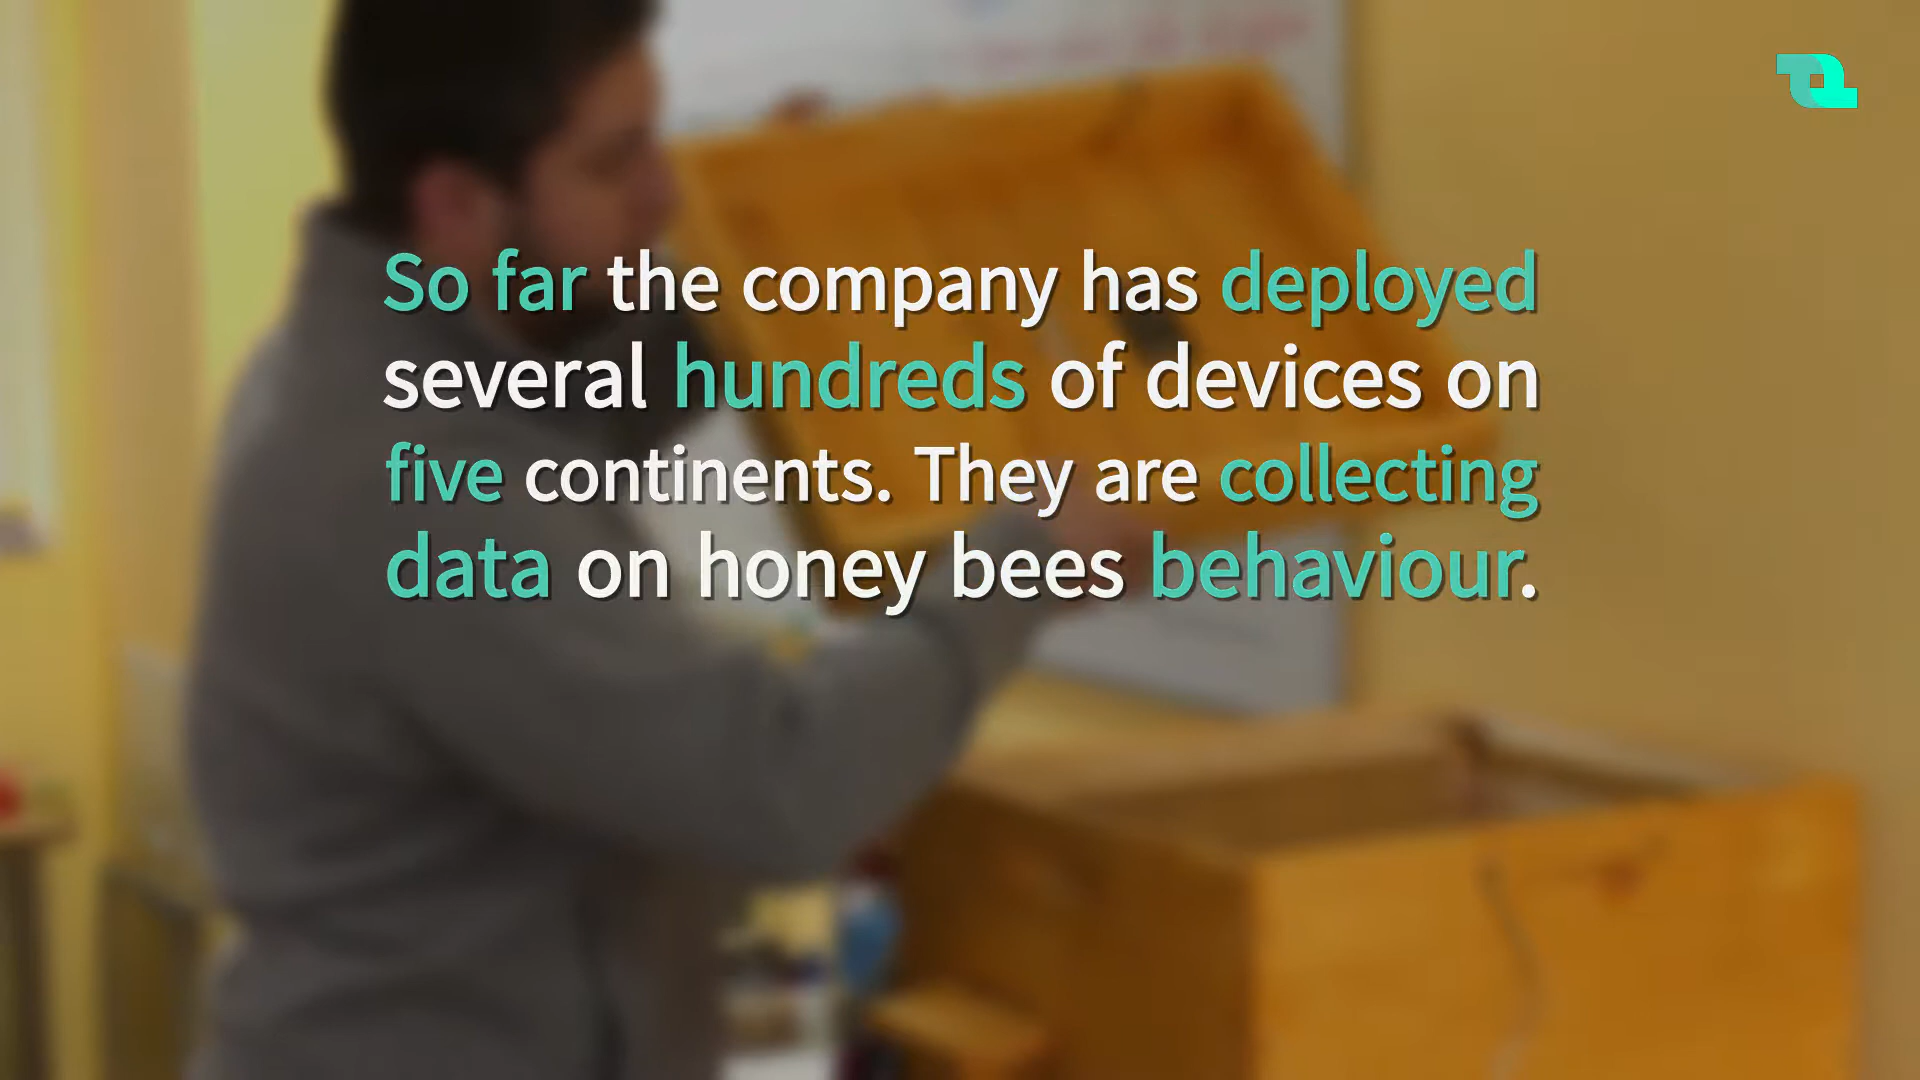 So far the company has deployed
several hundreds of devices on
five continents. They are collecting
data on honey bees behaviour.